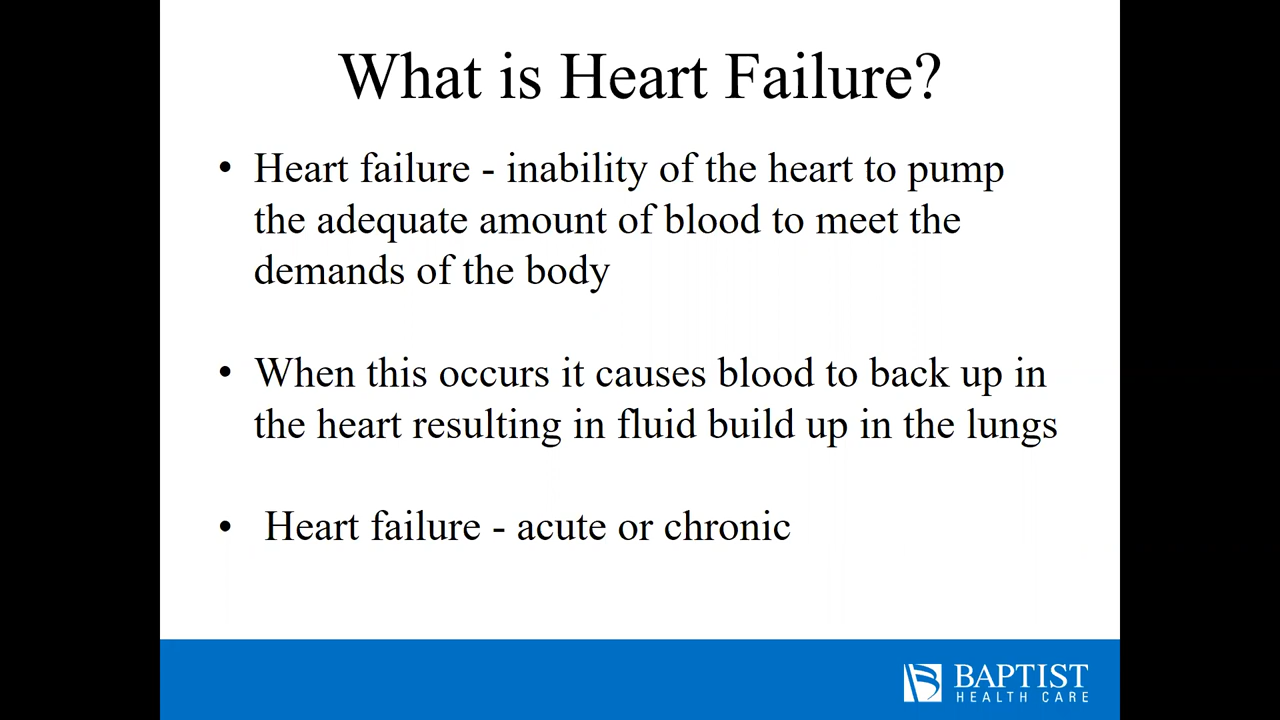 What is Heart Failure?
• Heart failure - inability of the heart to pump
the adequate amount of blood to meet the
demands of the body
• When this occurs it causes blood to back up in
the heart resulting in fluid build up in the lungs
• Heart failure - acute or chronic
BAPTIST
HEALTH CARE